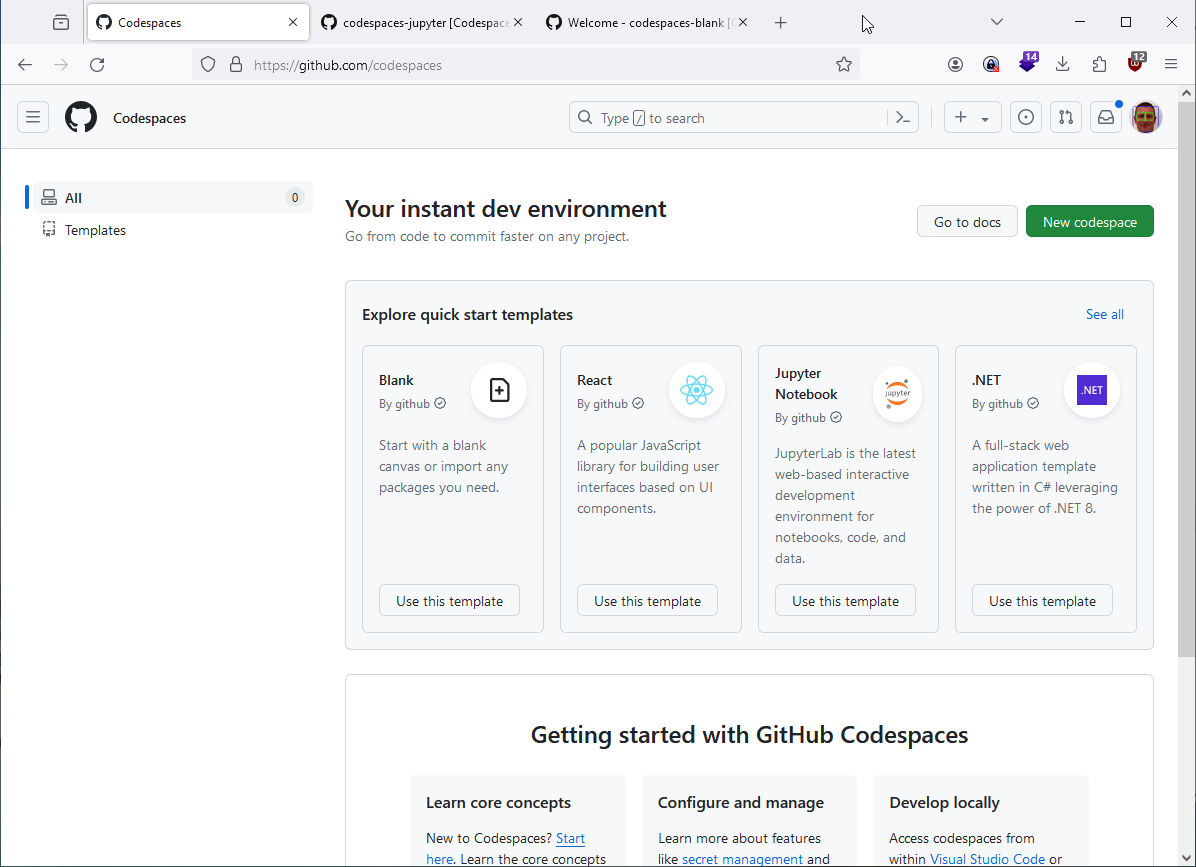 Codespaces
codespaces-jupyter [Codespace
Welcome - codespaces-blank [C
https://github.com/codespaces
14
12
Codespaces
Type / to search
All
0
Templates
Your instant dev environment
Go from code to commit faster on any project.
Go to docs
New codespace
Explore quick start templates
See all
Blank
By github
Start with a blank
canvas or import any
packages you need.
Use this template
React
By github
A popular JavaScript
library for building user
interfaces based on UI
components.
Use this template
Jupyter
Notebook
By github
jupyter
JupyterLab is the latest
web-based interactive
development
environment for
notebooks, code, and
data.
Use this template
.NET
By github
.NET
A full-stack web
application template
written in C# leveraging
the power of .NET 8.
Use this template
Getting started with GitHub Codespaces
Learn core concepts
New to Codespaces? Start
here. Learn the core concepts
Configure and manage
Learn more about features
like secret management and
Develop locally
Access codespaces from
within Visual Studio Code or